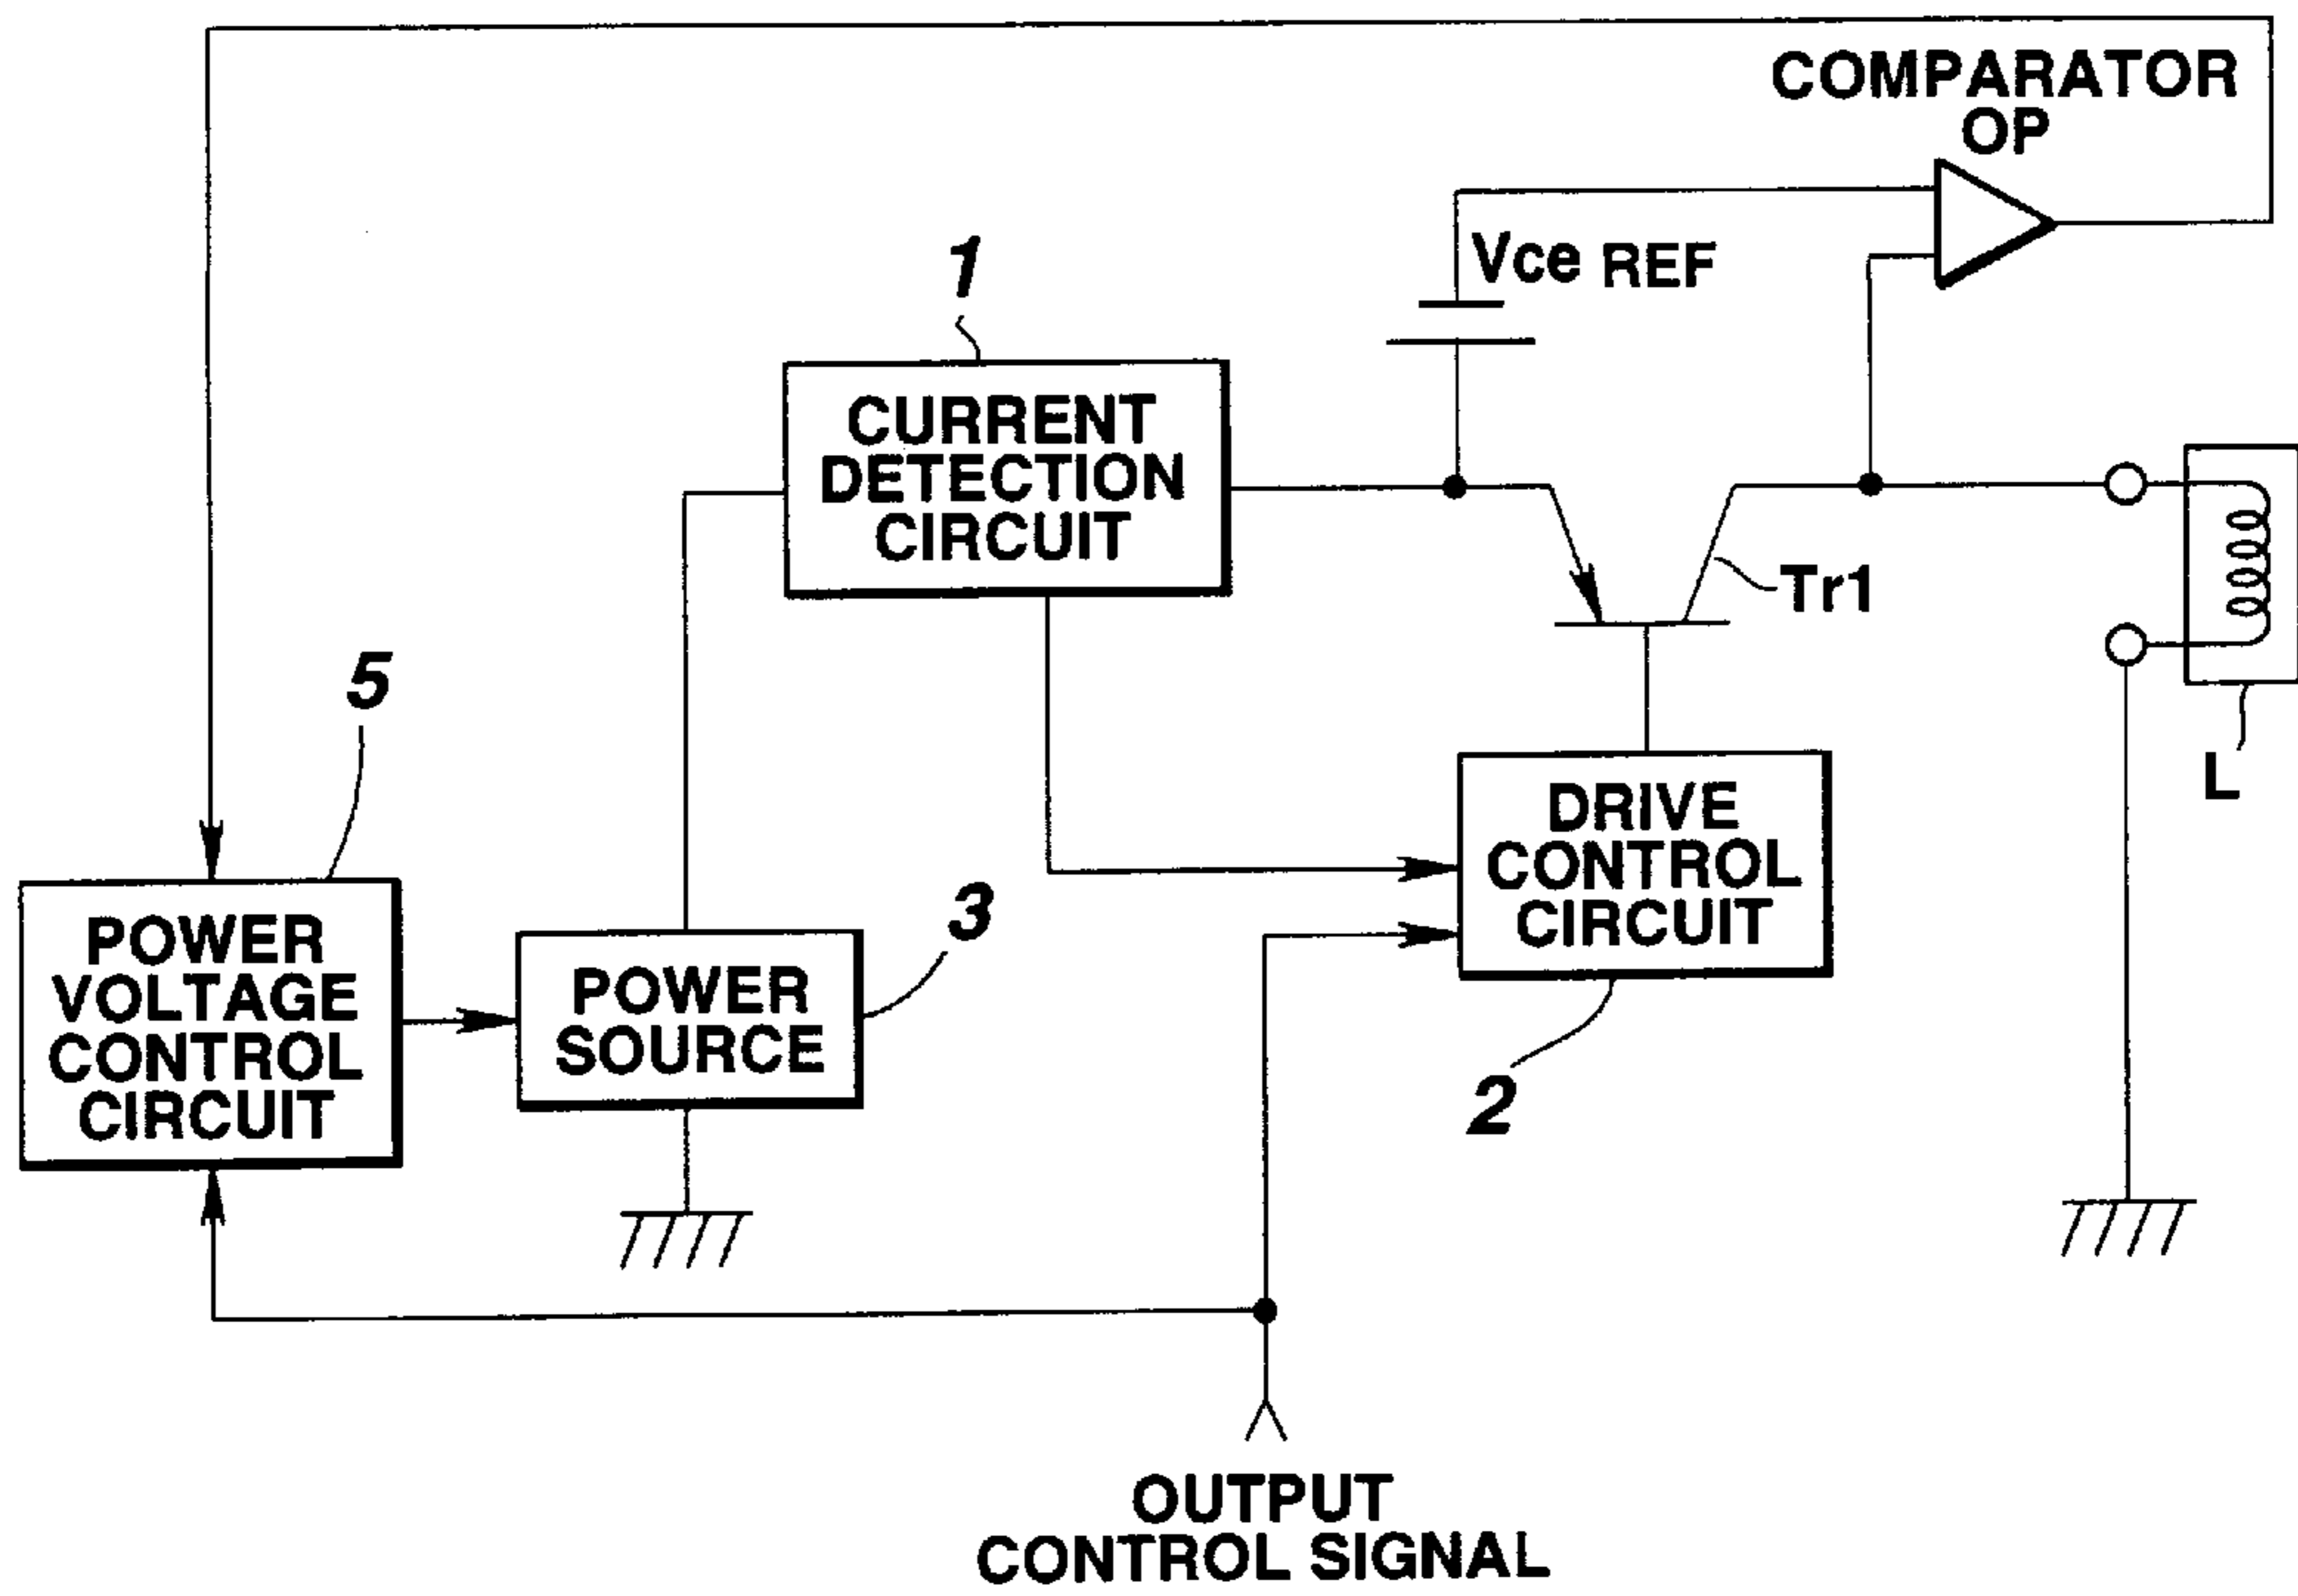 COMPARATOR
OP
Vce REF
1
CURRENT
DETECTION
CIRCUIT
Tr1
5
L
DRIVE
CONTROL
CIRCUIT
3
POWER
VOLTAGE
CONTROL
CIRCUIT
POWER
SOURCE
2
OUTPUT
CONTROL SIGNAL